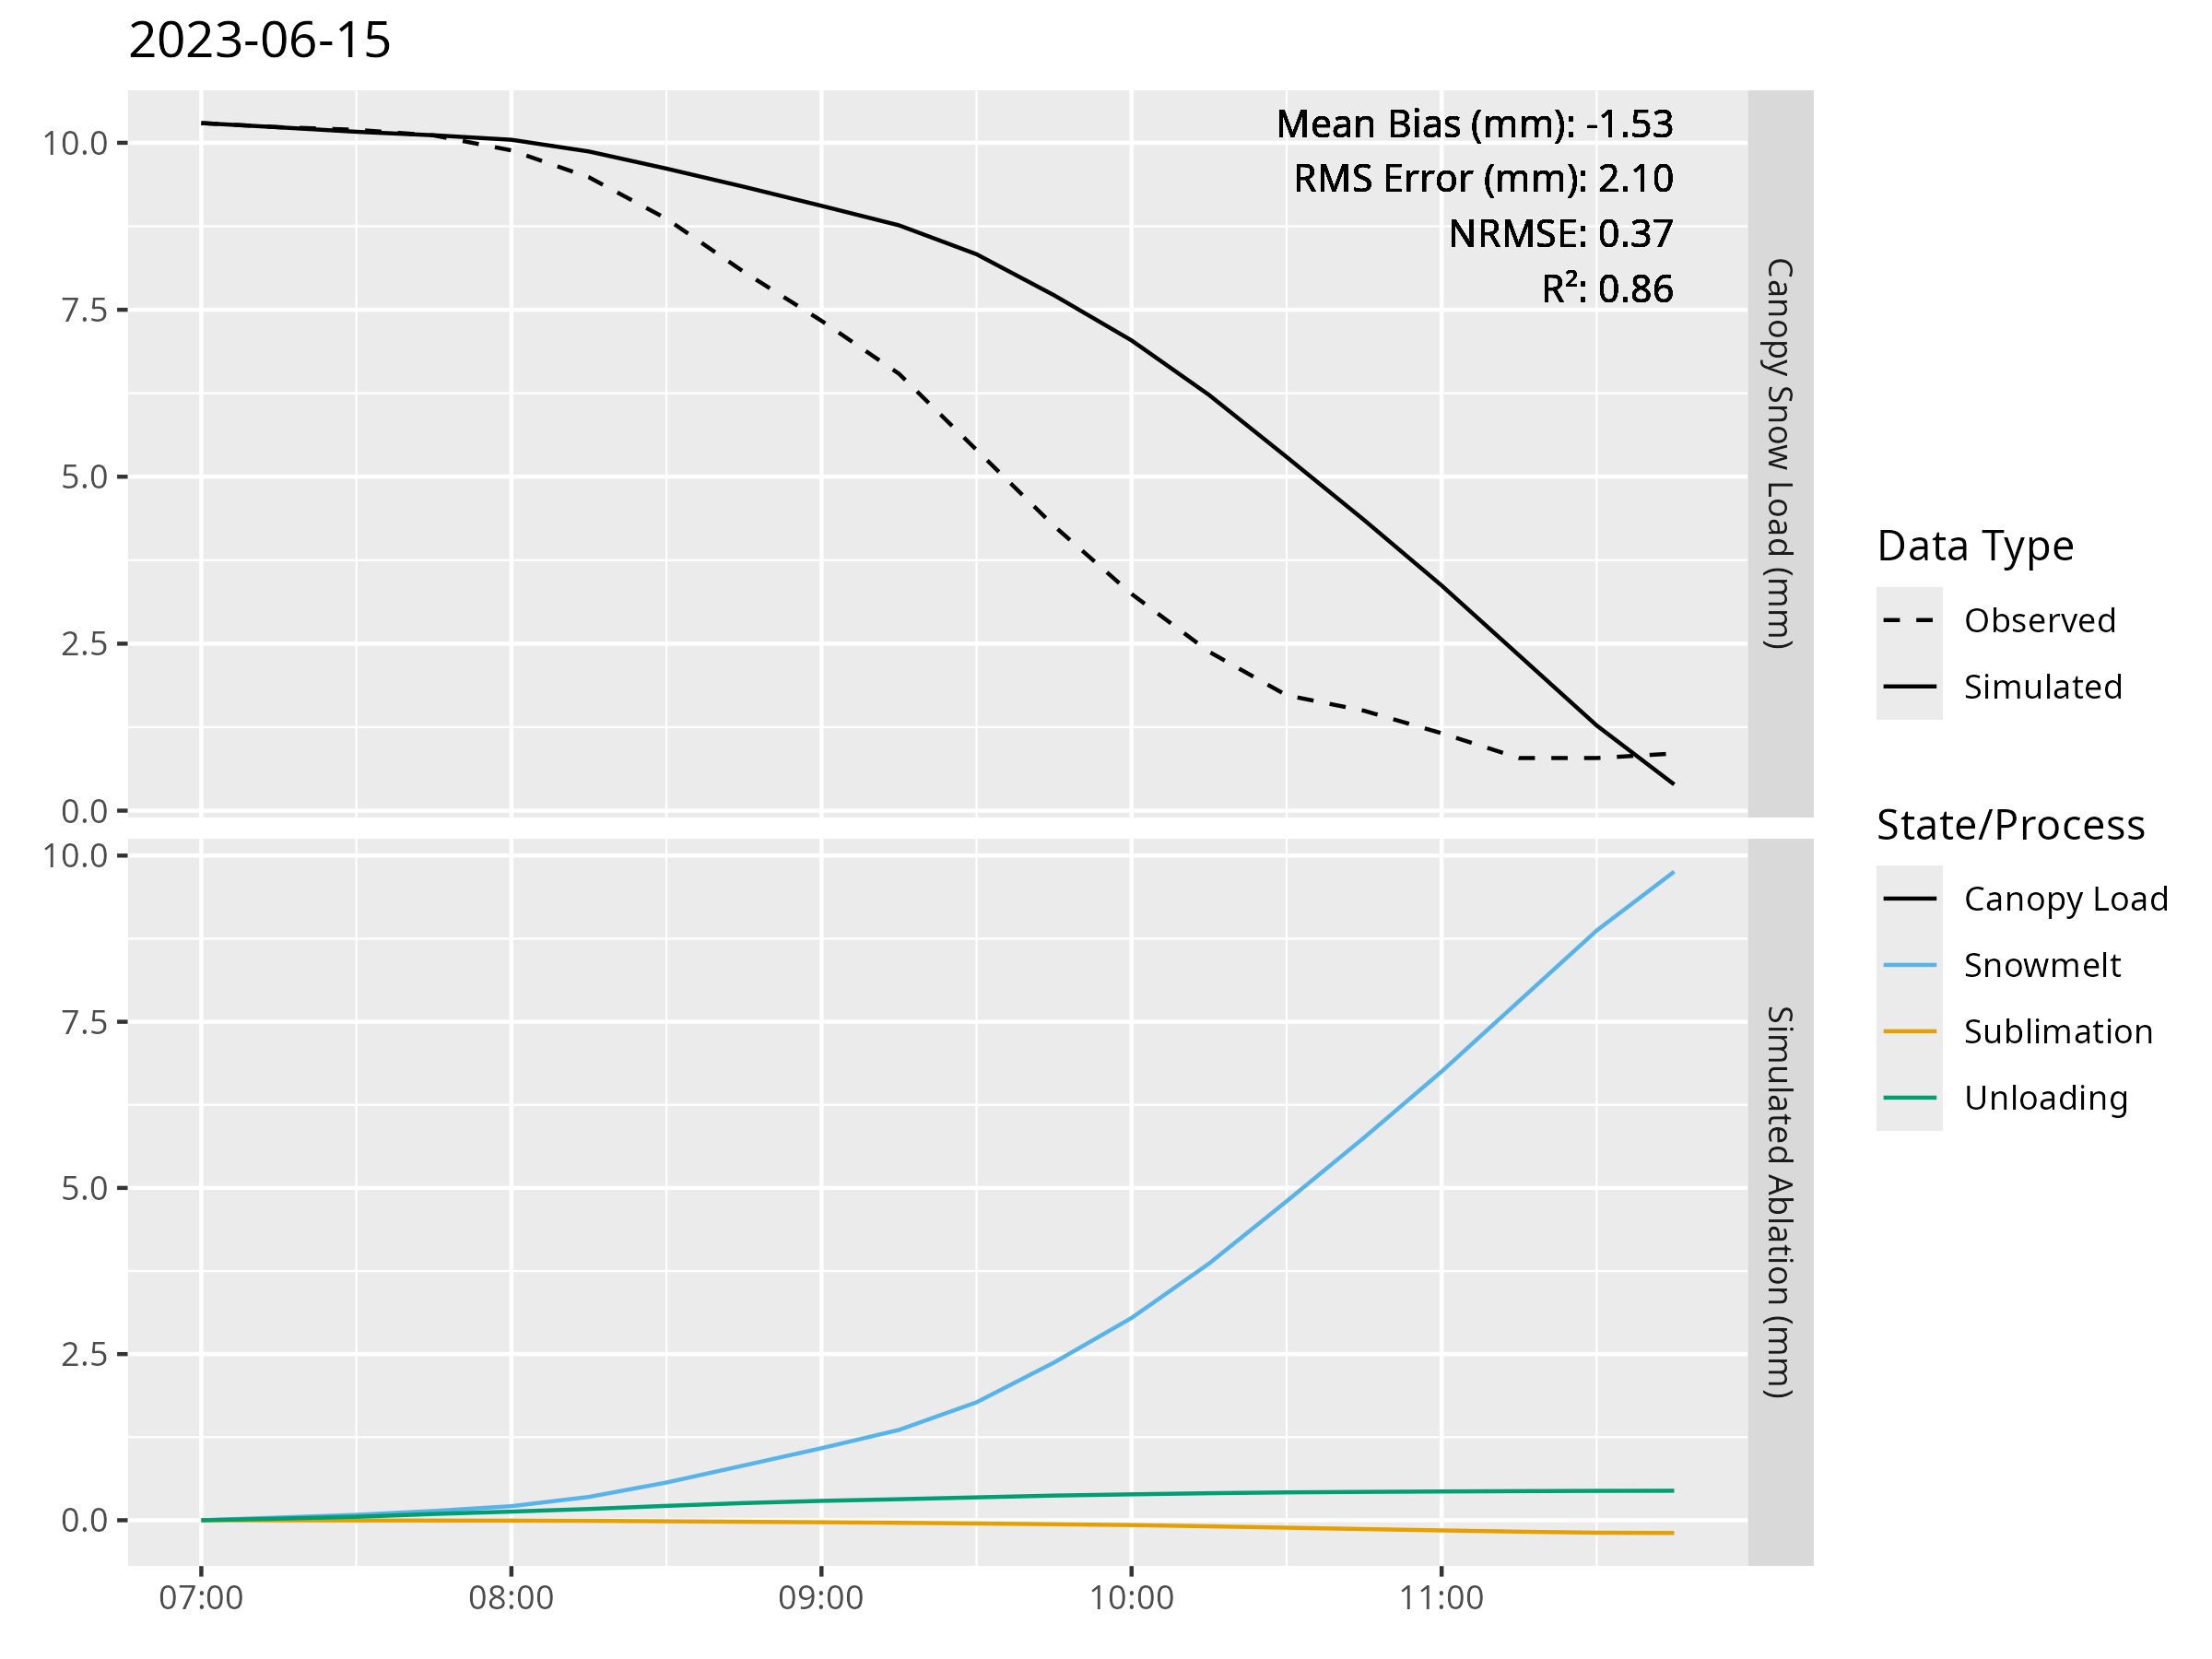 2023-06-15
Mean Bias (mm): -1.53
RMS Error (mm): 2.10
NRMSE: 0.37
R²: 0.86
10.0
7.5
5.0
2.5
0.0
Canopy Snow Load (mm)
10.0
7.5
5.0
2.5
0.0
Simulated Ablation (mm)
07:00 08:00 09:00 10:00 11:00
Data Type
Observed
Simulated
State/Process
Canopy Load
Snowmelt
Sublimation
Unloading